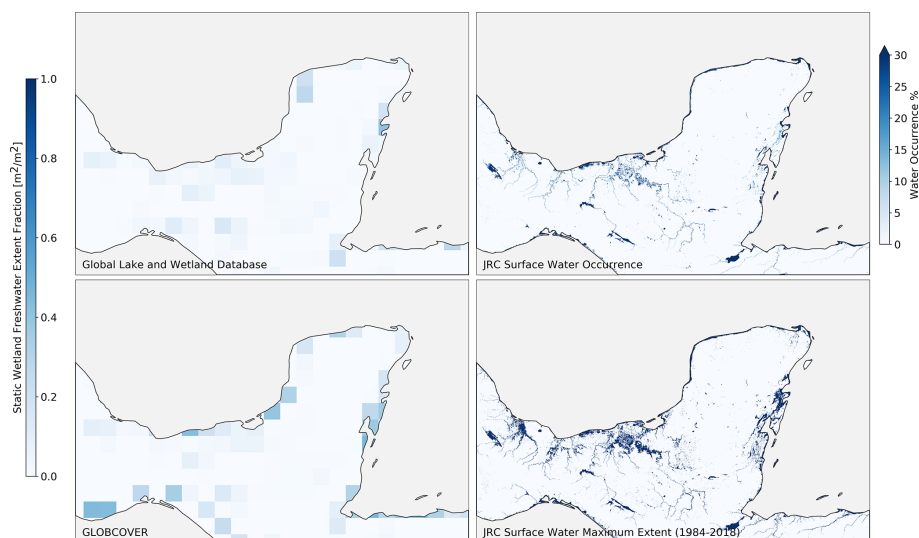 Static Wetland Freshwater Extent Fraction [m²/m²]
1.0
0.8
0.6
0.4
0.2
0.0
Global Lake and Wetland Database
JRC Surface Water Occurrence
30
25
20
15
10
5
0
Water Occurrence %
GLOBCOVER
JRC Surface Water Maximum Extent (1984-2018)